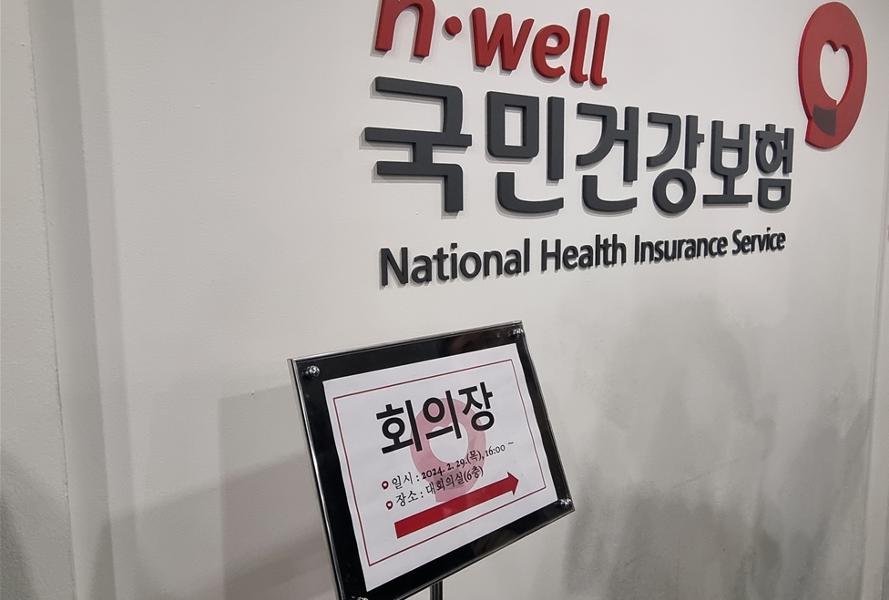 n·well
국민건강보험
National Health Insurance Service
회의장
일시 : 2024. 2. 29.(목), 16:00 ~
장소 : 대회의실(6층)